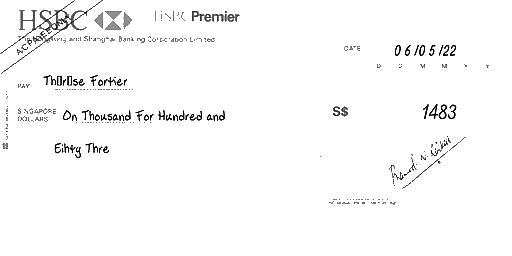 HSBC HSBC Premier
The Hongkong and Shanghai Banking Corporation Limited
A/C PAYEE ONLY
DATE 06/05/22
D D M M Y Y
PAY Th▯r▯se Fortier
SINGAPORE DOLLARS On Thousand For Hundred and
Eihty Thre
S$ 1483